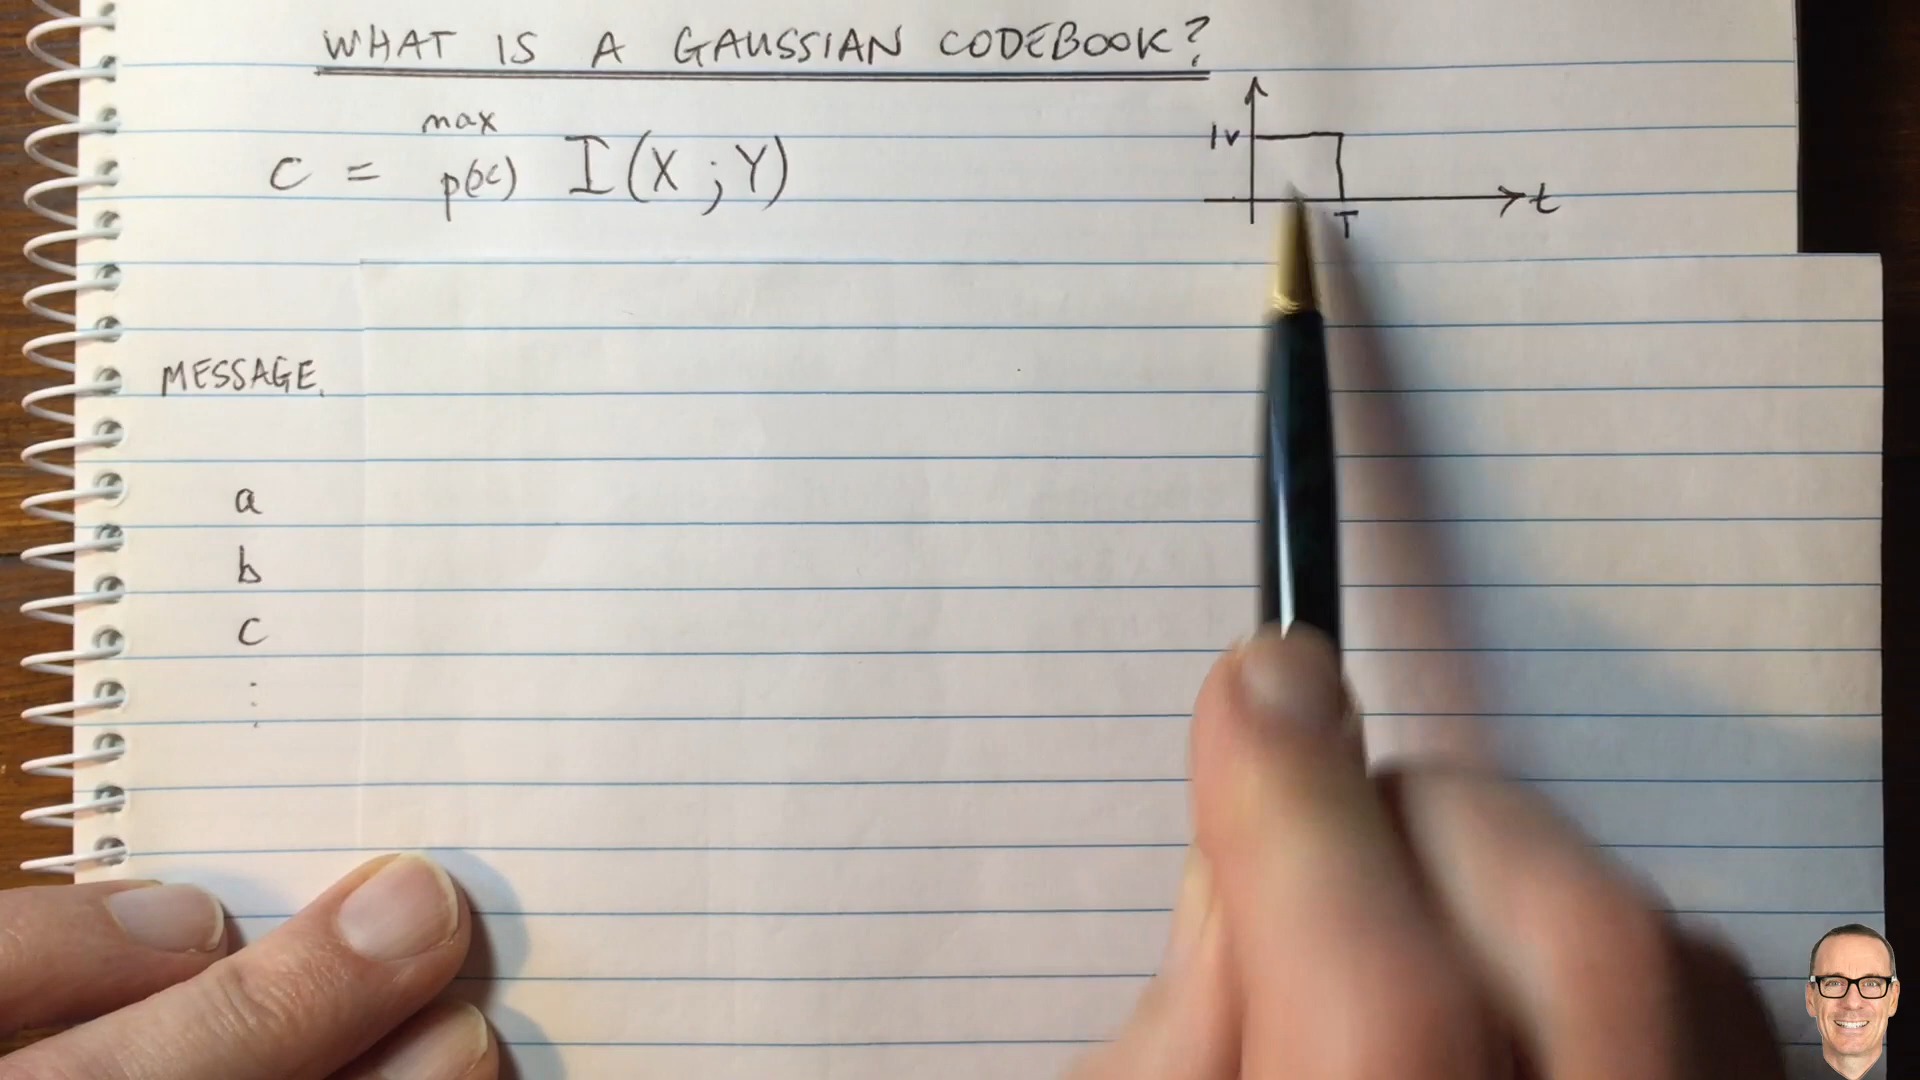 WHAT IS A GAUSSIAN CODEBOOK?
max
C = p(x) I(X;Y)
1v
t
T
MESSAGE
a
b
c
⋮